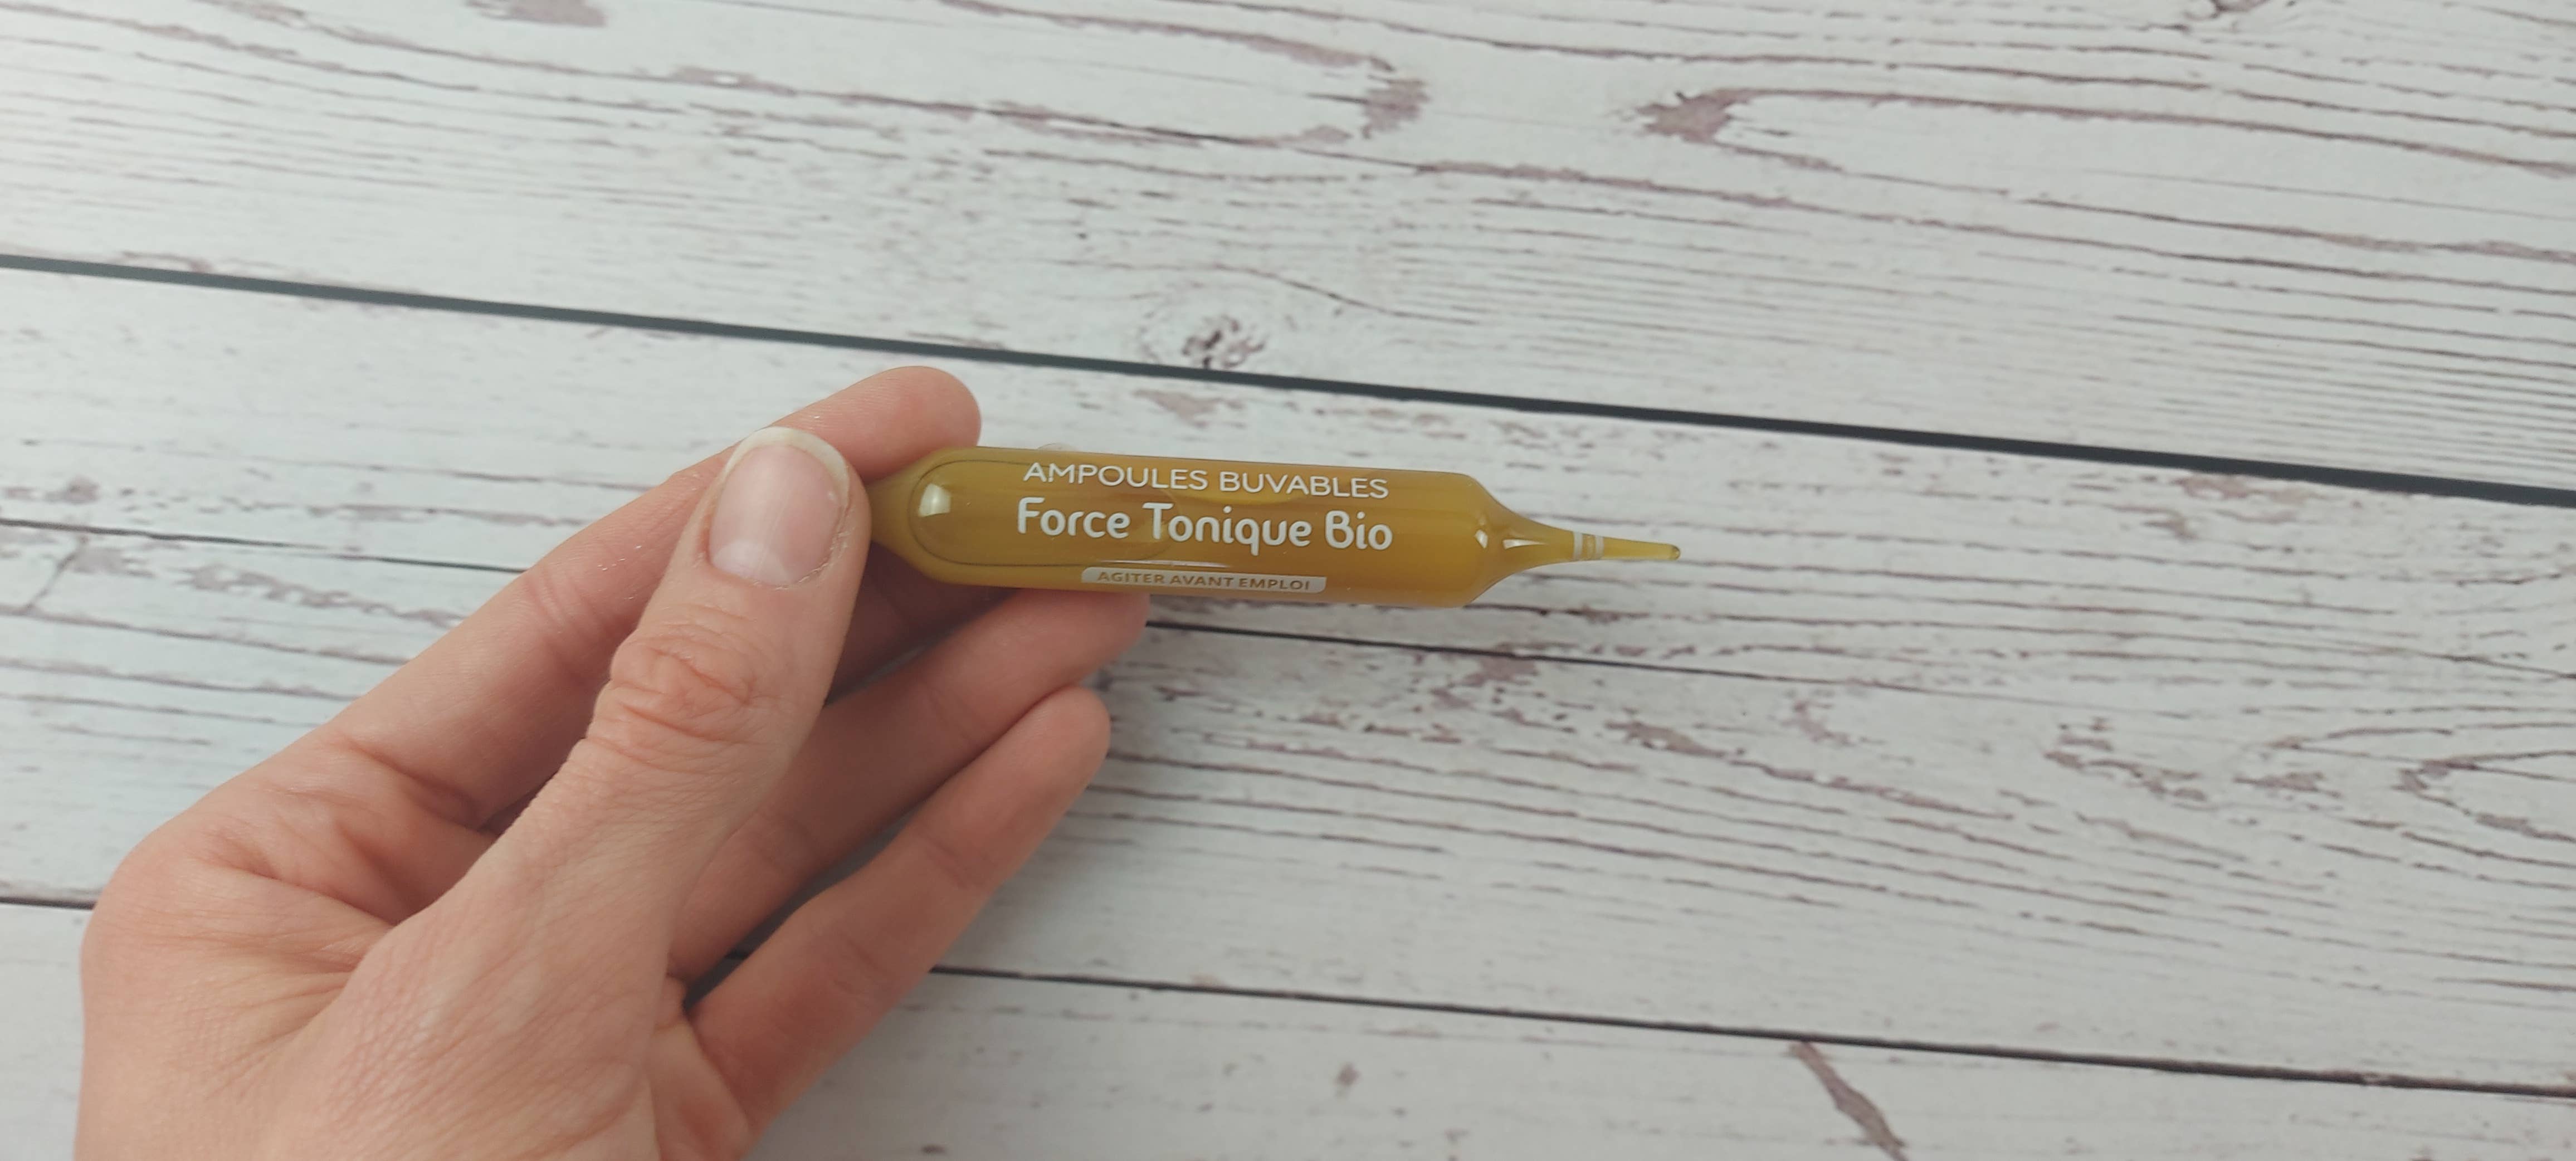 AMPOULES BUVABLES
Force Tonique Bio
AGITER AVANT EMPLOI